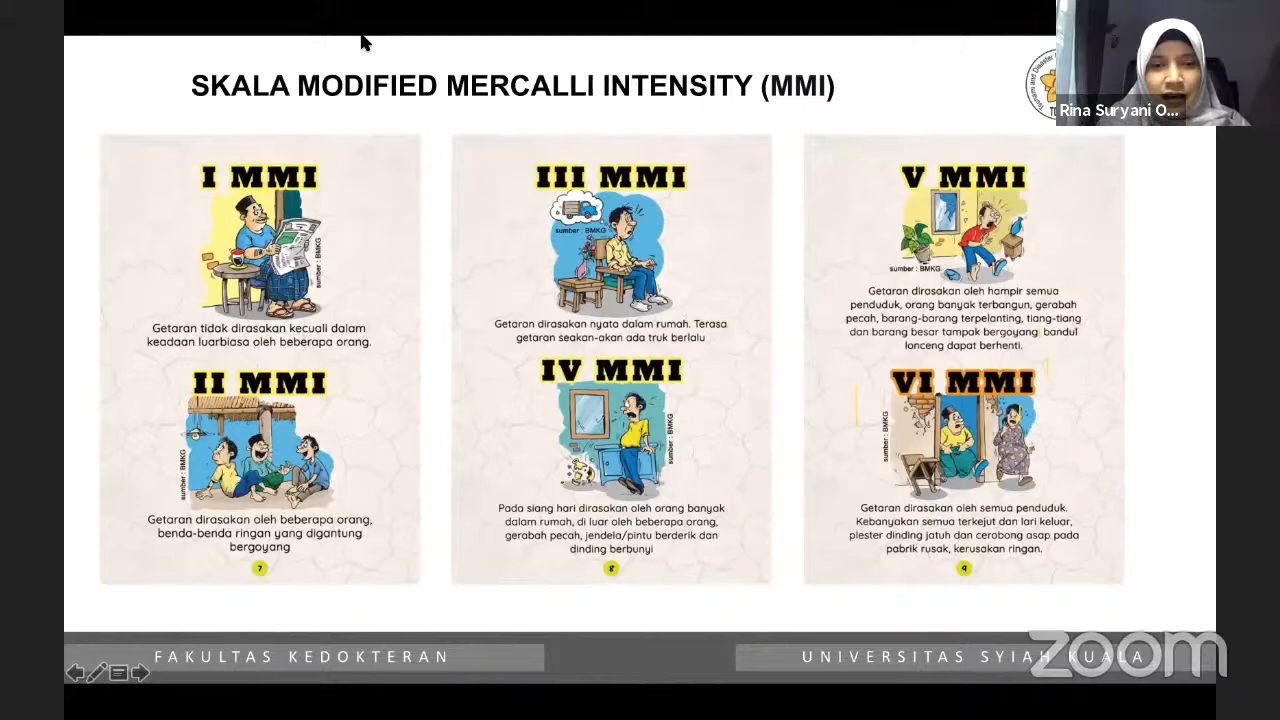 SKALA MODIFIED MERCALLI INTENSITY (MMI)
Rina Suryani O...
I MMI
sumber : BMKG
Getaran tidak dirasakan kecuali dalam
keadaan luarbiasa oleh beberapa orang.
II MMI
sumber : BMKG
Getaran dirasakan oleh beberapa orang,
benda-benda ringan yang digantung
bergoyang
7
III MMI
sumber : BMKG
Getaran dirasakan nyata dalam rumah. Terasa
getaran seakan-akan ada truk berlalu
IV MMI
sumber : BMKG
Pada siang hari dirasakan oleh orang banyak
dalam rumah, di luar oleh beberapa orang,
gerabah pecah, jendela/pintu berderik dan
dinding berbunyi
8
V MMI
sumber : BMKG
Getaran dirasakan oleh hampir semua
penduduk, orang banyak terbangun, gerabah
pecah, barang-barang terpelanting, tiang-tiang
dan barang besar tampak bergoyang, bandul
lonceng dapat berhenti.
VI MMI
sumber : BMKG
Getaran dirasakan oleh semua penduduk.
Kebanyakan semua terkejut dan lari keluar,
plester dinding jatuh dan cerobong asap pada
pabrik rusak, kerusakan ringan.
9
FAKULTAS KEDOKTERAN
UNIVERSITAS SYIAH KUALA
zoom